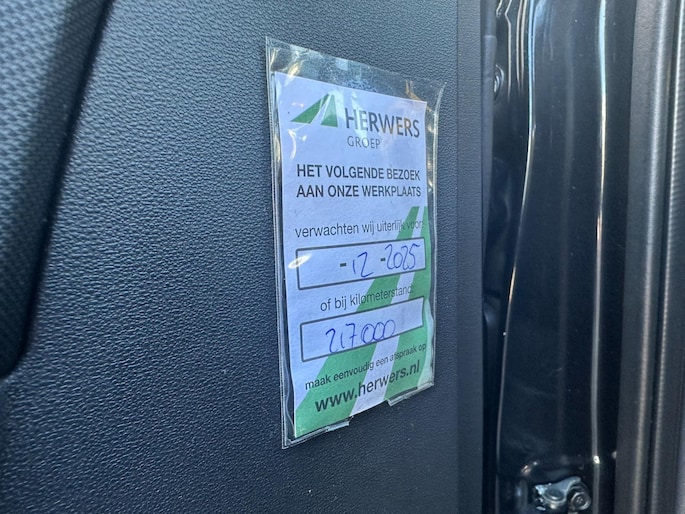 HERWERS
GROEP
HET VOLGENDE BEZOEK
AAN ONZE WERKPLAATS
verwachten wij uiterlijk voor:
-12 -2025
of bij kilometerstand:
217000
maak eenvoudig een afspraak op
www.herwers.nl